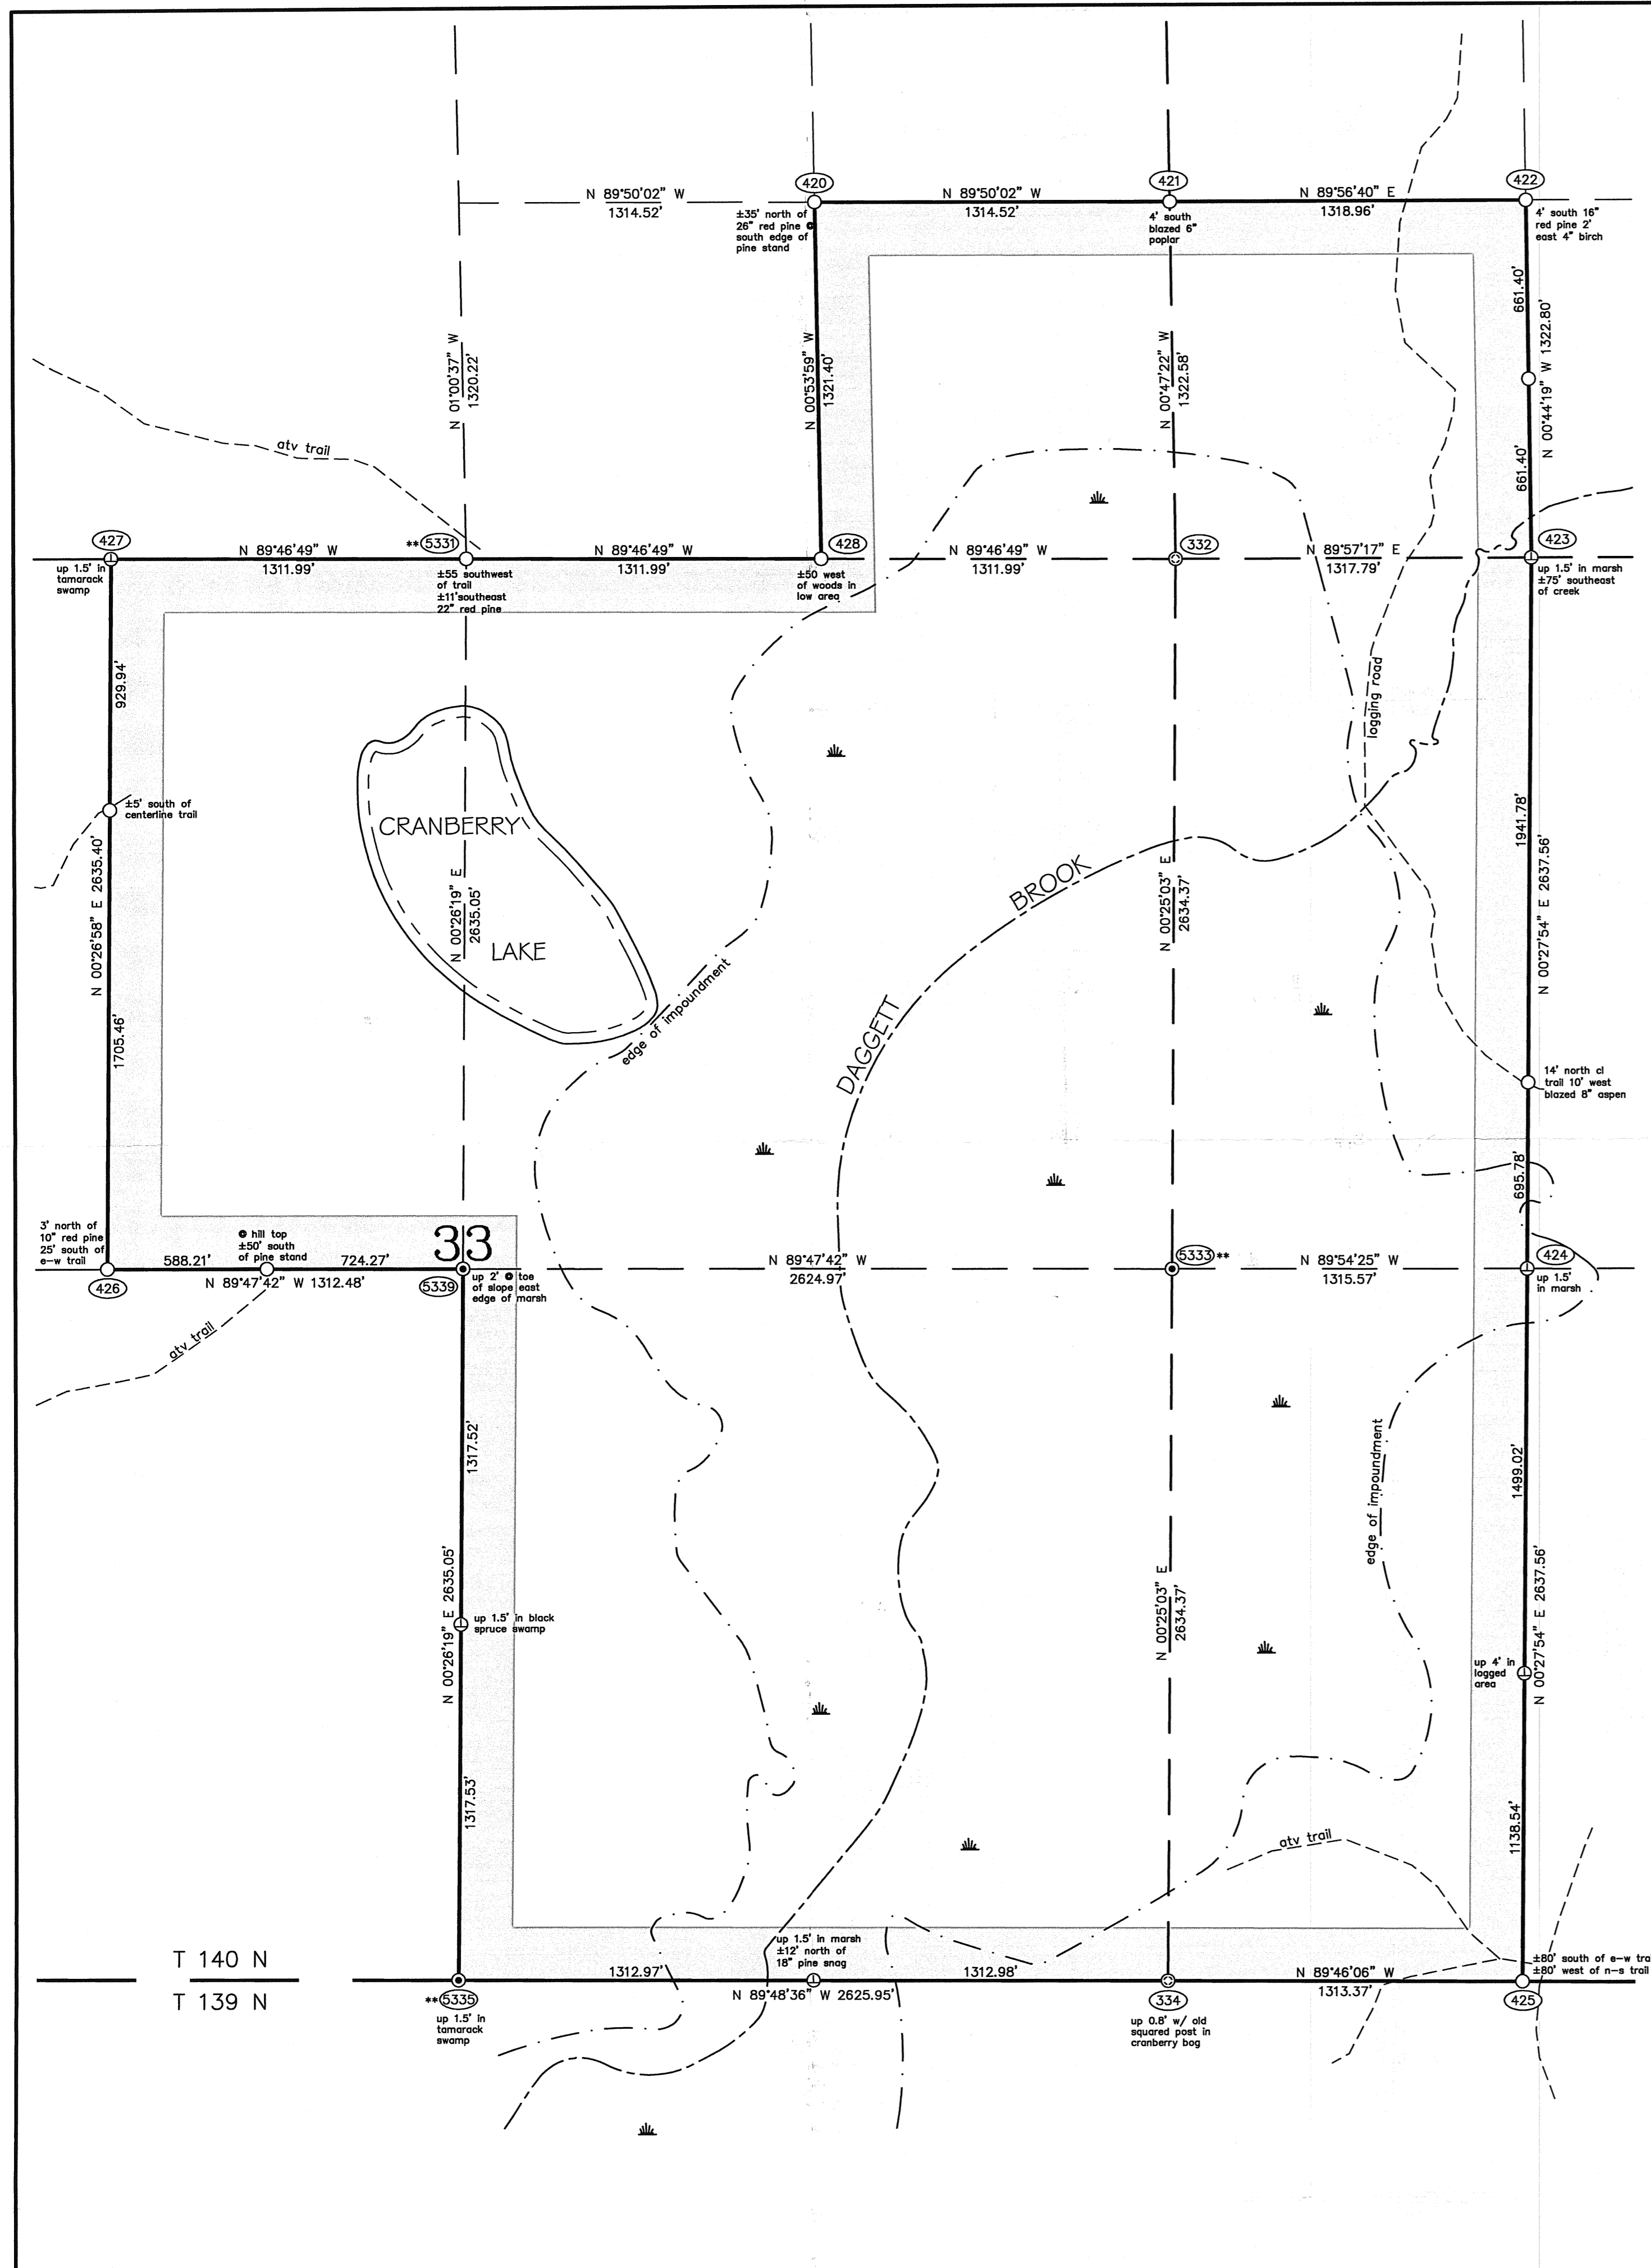 420
421
422
N 89°50'02" W
1314.52'
N 89°50'02" W
1314.52'
N 89°56'40" E
1318.96'
±35' north of
26" red pine @
south edge of
pine stand
4' south
blazed 6"
poplar
4' south 16"
red pine 2'
east 4" birch
661.40'
N 00°44'19" W 1322.80'
661.40'
N 01°00'37" W
1320.22'
N 00°53'59" W
1321.40'
N 00°47'22" W
1322.58'
atv trail
427
**5331
428
332
423
N 89°46'49" W
1311.99'
N 89°46'49" W
1311.99'
N 89°46'49" W
1311.99'
N 89°57'17" E
1317.79'
up 1.5' in
tamarack
swamp
±55 southwest
of trail
±11'southeast
22" red pine
±50 west
of woods in
low area
up 1.5' in marsh
±75' southeast
of creek
929.94'
logging road
±5' south of
centerline trail
CRANBERRY
LAKE
N 00°26'58" E 2635.40'
N 00°26'19" E
2635.05'
N 00°25'03" E
2634.37'
1941.78'
N 00°27'54" E 2637.56'
BROOK
DAGGETT
edge of impoundment
1705.46'
14' north cl
trail 10' west
blazed 8" aspen
695.78'
3' north of
10" red pine
25' south of
e-w trail
@ hill top
±50' south
of pine stand
33
588.21'
724.27'
N 89°47'42" W 1312.48'
426
5339
up 2' @ toe
of slope east
edge of marsh
N 89°47'42" W
2624.97'
5333**
N 89°54'25" W
1315.57'
424
up 1.5'
in marsh
atv trail
1317.52'
1499.02'
edge of impoundment
N 00°26'19" E 2635.05'
up 1.5' in black
spruce swamp
N 00°25'03" E
2634.37'
N 00°27'54" E 2637.56'
up 4' in
logged
area
1317.53'
1138.54'
atv trail
T 140 N
T 139 N
up 1.5' in marsh
±12' north of
18" pine snag
1312.97'
1312.98'
N 89°48'36" W 2625.95'
N 89°46'06" W
1313.37'
±80' south of e-w trai
±80' west of n-s trail
**5335
up 1.5' in
tamarack
swamp
334
up 0.8' w/ old
squared post in
cranberry bog
425